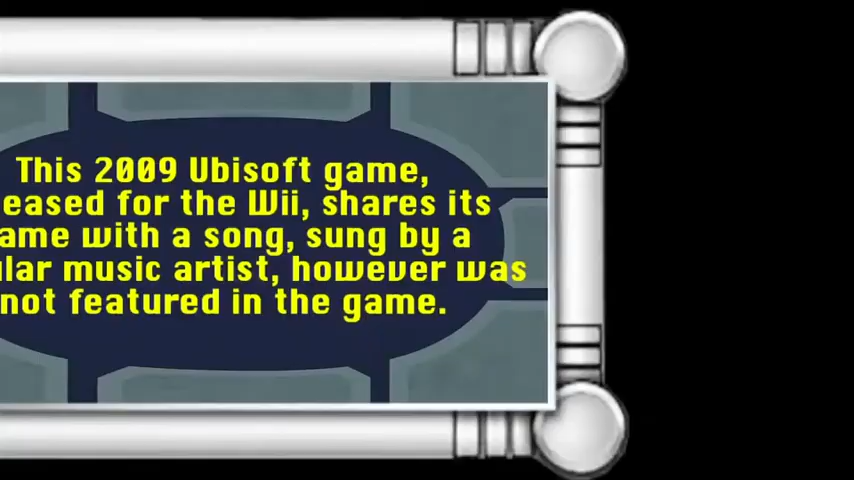 This 2009 Ubisoft game,
eased for the Wii, shares its
ame with a song, sung by a
lar music artist, however was
not featured in the game.